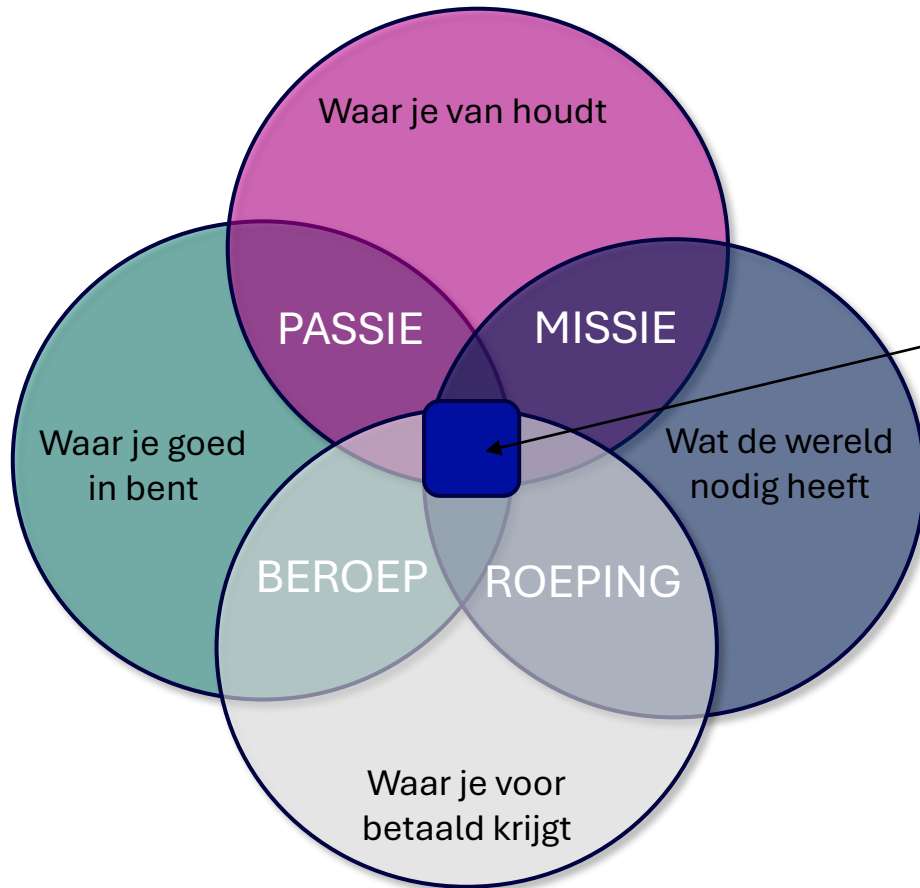 Waar je van houdt
PASSIE
MISSIE
Waar je goed
in bent
Wat de wereld
nodig heeft
BEROEP
ROEPING
Waar je voor
betaald krijgt